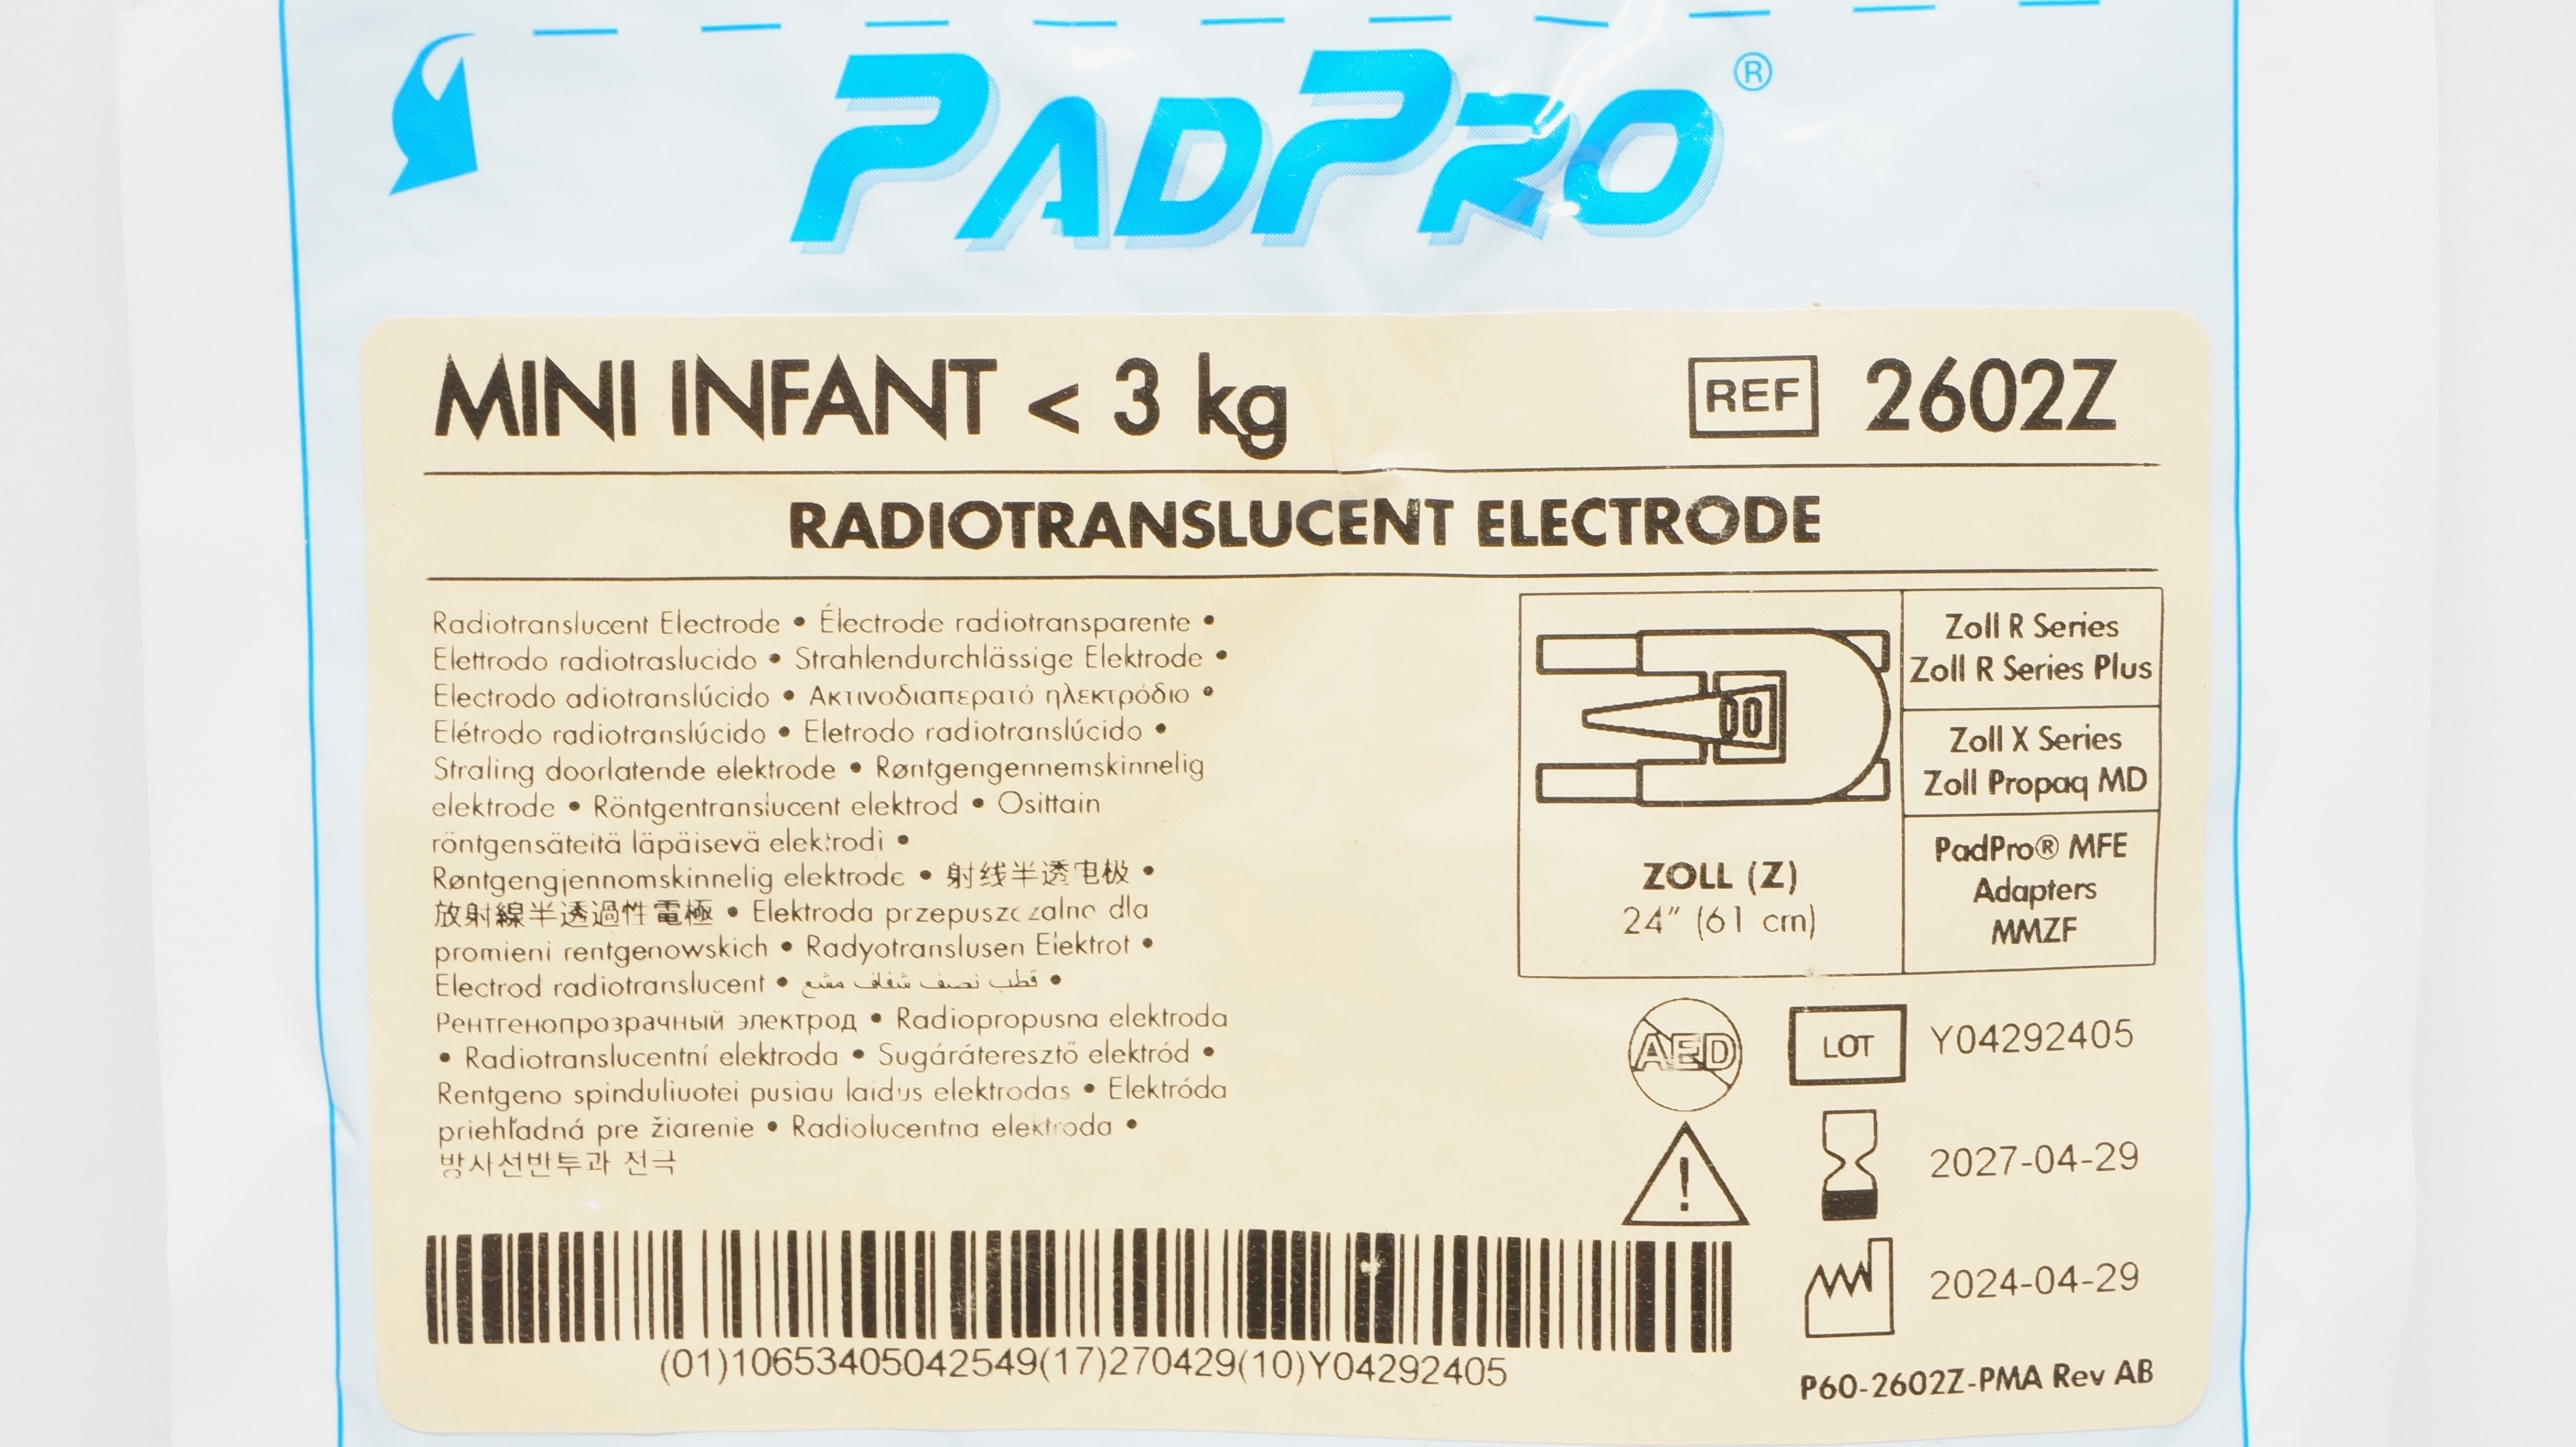 PADPRO®
MINI INFANT < 3 kg
REF 2602Z
RADIOTRANSLUCENT ELECTRODE
Radiotranslucent Electrode • Électrode radiotransparente •
Elettrodo radiotraslucido • Strahlendurchlässige Elektrode •
Electrodo adiotranslúcido • Ακτινοδιαπερατό ηλεκτρόδιο •
Elétrodo radiotranslúcido • Eletrodo radiotranslúcido •
Straling doorlatende elektrode • Røntgengennemskinnelig
elektrode • Röntgentranslucent elektrod • Osittain
röntgensäteitä läpäisevä elektrodi •
Røntgengjennomskinnelig elektrode • 射线半透电极 •
放射線半透過性電極 • Elektroda przepuszczalna dla
promieni rentgenowskich • Radyotranslusen Elektrot •
Electrod radiotranslucent • قطب نصف شفاف مشع •
Рентгенопрозрачный электрод • Radiopropusna elektroda
• Radiotranslucentní elektroda • Sugáráteresztő elektród •
Rentgeno spinduliuotei pusiau laidus elektrodas • Elektróda
priehľadná pre žiarenie • Radiolucentna elektroda •
방사선반투과 전극
Zoll R Series
Zoll R Series Plus
Zoll X Series
Zoll Propaq MD
PadPro® MFE
Adapters
MMZF
ZOLL (Z)
24" (61 cm)
AED
LOT Y04292405
2027-04-29
2024-04-29
(01)10653405042549(17)270429(10)Y04292405
P60-2602Z-PMA Rev AB